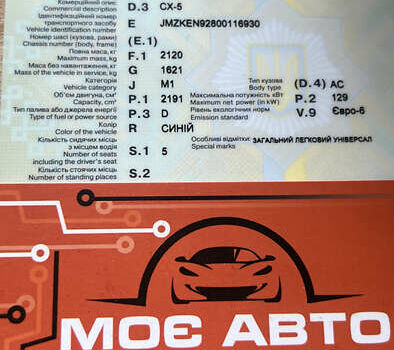 Комерційний опис
Commercial description D.3 CX-5
Ідентифікаційний номер
транспортного засобу E JMZKEN92800116930
Vehicle identification number
Номер шасі (кузова, рами) (E.1)
Chassis number (body, frame)
Повна маса, кг F.1 2120
Maximum mass, kg
Маса без навантаження, кг G 1621
Mass of the vehicle in service, kg
Категорія J M1 Тип кузова (D.4) AC
Vehicle category Body type
Об'єм двигуна, см³ P.1 2191 Максимальна потужність, кВт P.2 129
Capacity, cm³ Maximum net power (in kW)
Тип палива або джерела енергії P.3 D Рівень екологічних норм V.9 Євро-6
Type of fuel or power source Emission standard
Колір R СИНІЙ
Color of the vehicle Особливі відмітки: ЗАГАЛЬНИЙ ЛЕГКОВИЙ УНІВЕРСАЛ
Кількість сидячих місць Special marks
з місцем водія S.1 5
Number of seats
including the driver's seat
Кількість стоячих місць S.2
Number of standing places
МОЄ АВТО